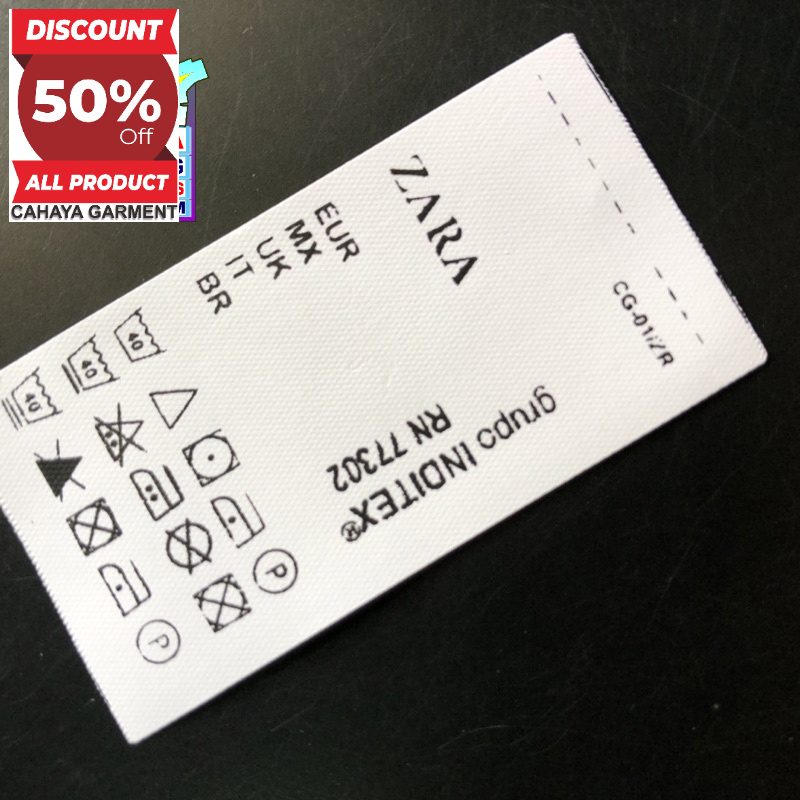 DISCOUNT
50%
Off
ALL PRODUCT
CAHAYA GARMENT
ZARA
EUR
MX
UK
IT
BR
CG-01/ZR
grupo INDITEX®
RN 77302
40
40
40
P
P